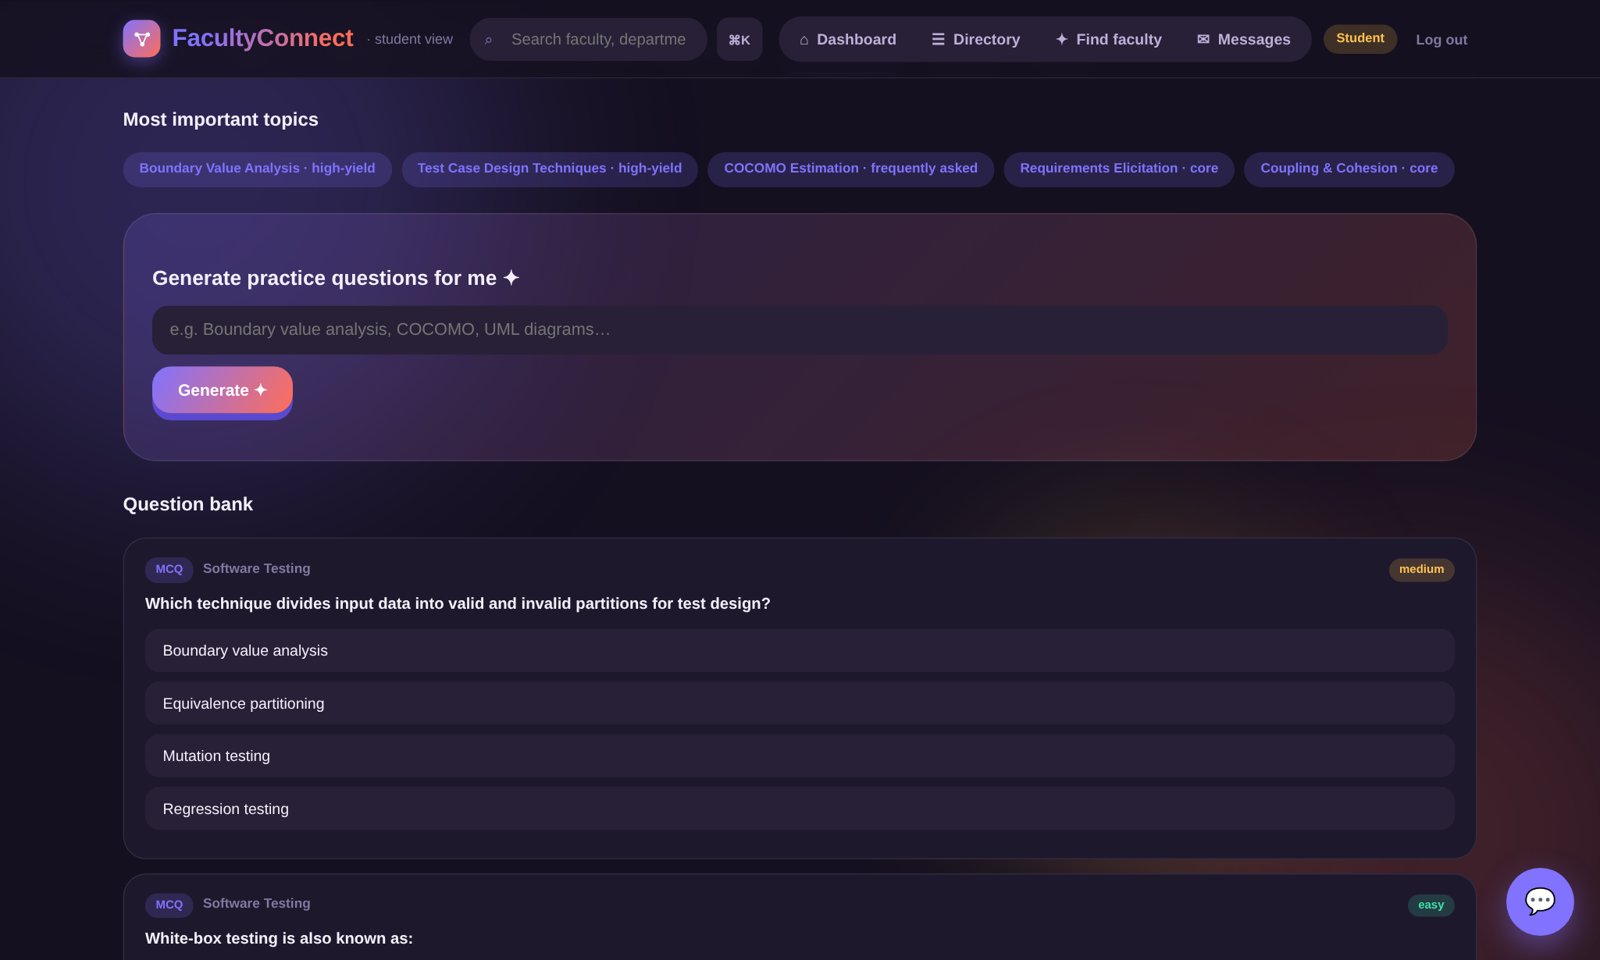 FacultyConnect · student view
Search faculty, departme
⌘K
Dashboard
Directory
Find faculty
Messages
Student
Log out
Most important topics
Boundary Value Analysis · high-yield
Test Case Design Techniques · high-yield
COCOMO Estimation · frequently asked
Requirements Elicitation · core
Coupling & Cohesion · core
Generate practice questions for me ✦
e.g. Boundary value analysis, COCOMO, UML diagrams…
Generate ✦
Question bank
MCQ Software Testing
medium
Which technique divides input data into valid and invalid partitions for test design?
Boundary value analysis
Equivalence partitioning
Mutation testing
Regression testing
MCQ Software Testing
easy
White-box testing is also known as: